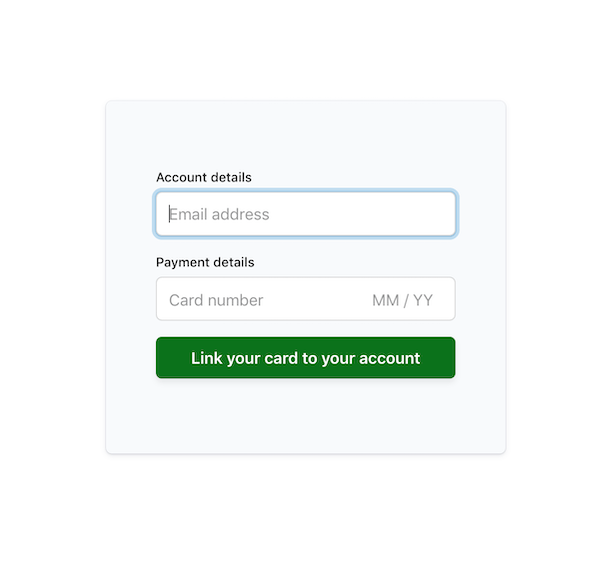 Account details
Email address
Payment details
Card number MM / YY
Link your card to your account